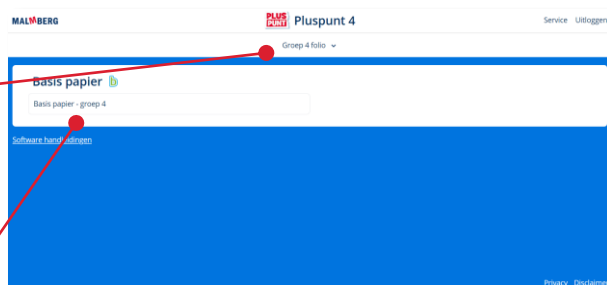 MALMBERG
PLUS PUNT Pluspunt 4
Service Uitloggen
Groep 4 folio
Basis papier
Basis papier - groep 4
Software handleidingen
Privacy Disclaimer